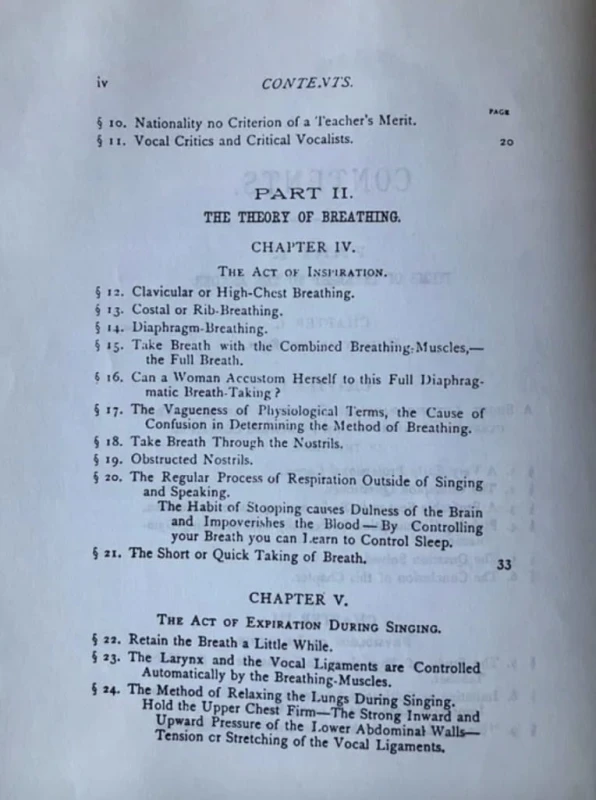 iv CONTENTS.
PAGE
§ 10. Nationality no Criterion of a Teacher's Merit.
§ 11. Vocal Critics and Critical Vocalists. 20
PART II.
THE THEORY OF BREATHING.
CHAPTER IV.
THE ACT OF INSPIRATION.
§ 12. Clavicular or High-Chest Breathing.
§ 13. Costal or Rib-Breathing.
§ 14. Diaphragm-Breathing.
§ 15. Take Breath with the Combined Breathing-Muscles,—
the Full Breath.
§ 16. Can a Woman Accustom Herself to this Full Diaphrag-
matic Breath-Taking?
§ 17. The Vagueness of Physiological Terms, the Cause of
Confusion in Determining the Method of Breathing.
§ 18. Take Breath Through the Nostrils.
§ 19. Obstructed Nostrils.
§ 20. The Regular Process of Respiration Outside of Singing
and Speaking.
The Habit of Stooping causes Dulness of the Brain
and Impoverishes the Blood—By Controlling
your Breath you can Learn to Control Sleep.
§ 21. The Short or Quick Taking of Breath. 33
CHAPTER V.
THE ACT OF EXPIRATION DURING SINGING.
§ 22. Retain the Breath a Little While.
§ 23. The Larynx and the Vocal Ligaments are Controlled
Automatically by the Breathing-Muscles.
§ 24. The Method of Relaxing the Lungs During Singing.
Hold the Upper Chest Firm—The Strong Inward and
Upward Pressure of the Lower Abdominal Walls—
Tension or Stretching of the Vocal Ligaments.